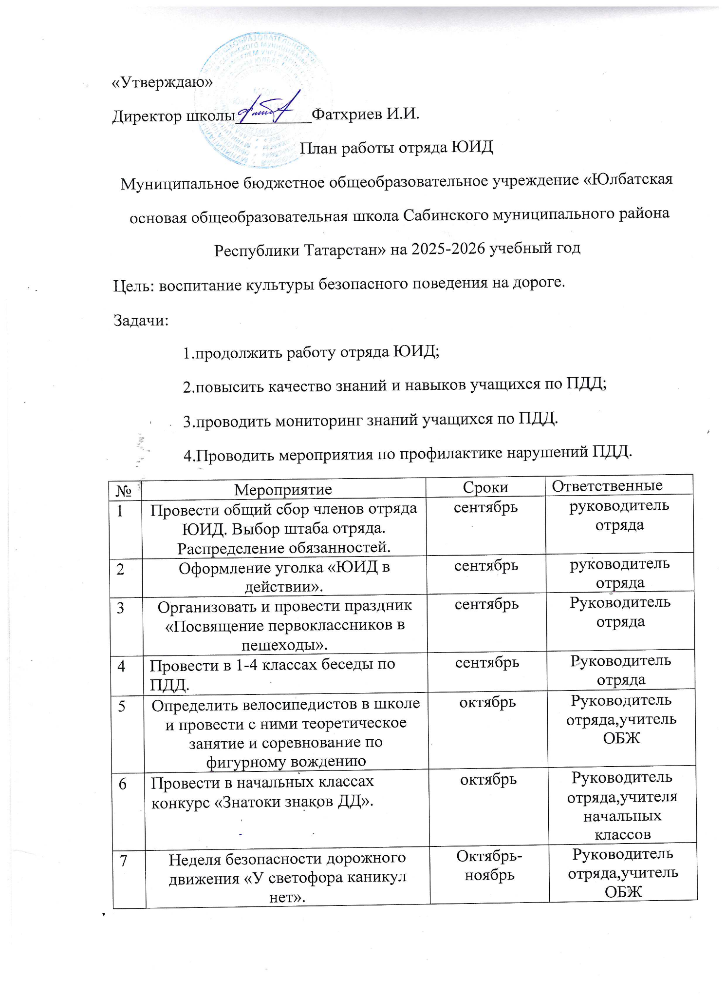 «Утверждаю»
Директор школы_________Фатхриев И.И.
План работы отряда ЮИД
Муниципальное бюджетное общеобразовательное учреждение «Юлбатская
основая общеобразовательная школа Сабинского муниципального района
Республики Татарстан» на 2025-2026 учебный год
Цель: воспитание культуры безопасного поведения на дороге.
Задачи:
1.продолжить работу отряда ЮИД;
2.повысить качество знаний и навыков учащихся по ПДД;
3.проводить мониторинг знаний учащихся по ПДД.
4.Проводить мероприятия по профилактике нарушений ПДД.
№ Мероприятие Сроки Ответственные
1 Провести общий сбор членов отряда сентябрь руководитель
ЮИД. Выбор штаба отряда. отряда
Распределение обязанностей.
2 Оформление уголка «ЮИД в сентябрь руководитель
действии». отряда
3 Организовать и провести праздник сентябрь Руководитель
«Посвящение первоклассников в отряда
пешеходы».
4 Провести в 1-4 классах беседы по сентябрь Руководитель
ПДД. отряда
5 Определить велосипедистов в школе октябрь Руководитель
и провести с ними теоретическое отряда,учитель
занятие и соревнование по ОБЖ
фигурному вождению
6 Провести в начальных классах октябрь Руководитель
конкурс «Знатоки знаков ДД». отряда,учителя
начальных
классов
7 Неделя безопасности дорожного Октябрь- Руководитель
движения «У светофора каникул ноябрь отряда,учитель
нет». ОБЖ